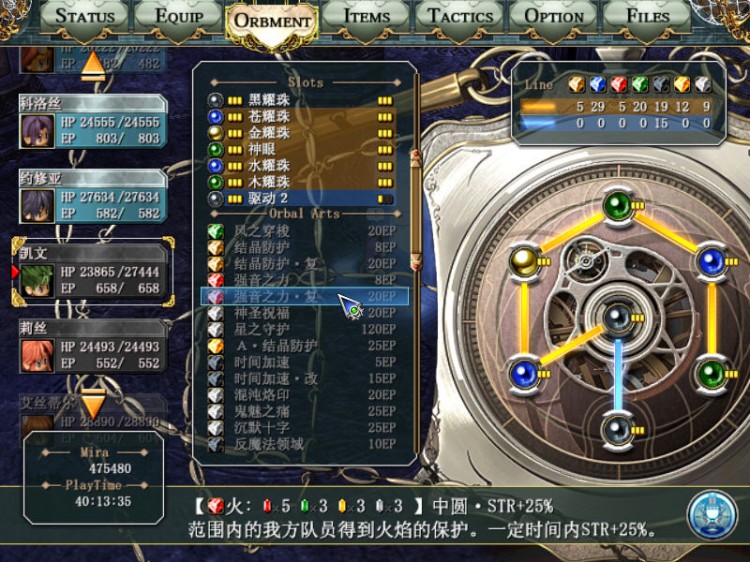 STATUS EQUIP ORBMENT ITEMS TACTICS OPTION FILES
EP 482/ 482
科洛丝
HP 24555/24555
EP 803/ 803
约修亚
HP 27634/27634
EP 582/ 582
凯文
HP 23865/27444
EP 658/ 658
莉丝
HP 24493/24493
EP 552/ 552
Mira
475480
PlayTime
40:13:35
Slots
黑耀珠
苍耀珠
金耀珠
神眼
水耀珠
木耀珠
驱动 2
Orbal Arts
风之穿梭 20EP
结晶防护 8EP
结晶防护·复 20EP
强音之力 8EP
强音之力·复 20EP
神圣祝福 20EP
星之守护 120EP
A·结晶防护 25EP
时间加速 5EP
时间加速·改 15EP
混沌烙印 20EP
鬼魅之痛 25EP
沉默十字 25EP
反魔法领域 10EP
Line
5 29 5 20 19 12 9
0 0 0 0 15 0 0
【火: ×5 ×3 ×3 ×3 】中圆·STR+25%
范围内的我方队员得到火焰的保护。一定时间内STR+25%。